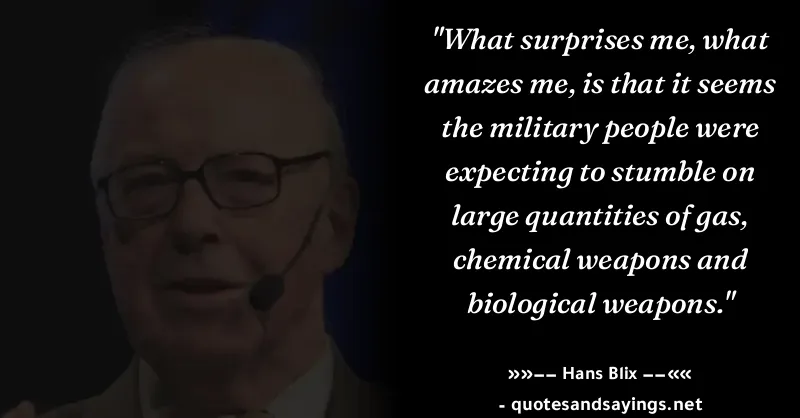 "What surprises me, what
amazes me, is that it seems
the military people were
expecting to stumble on
large quantities of gas,
chemical weapons and
biological weapons."
»»−− Hans Blix −−««
- quotesandsayings.net